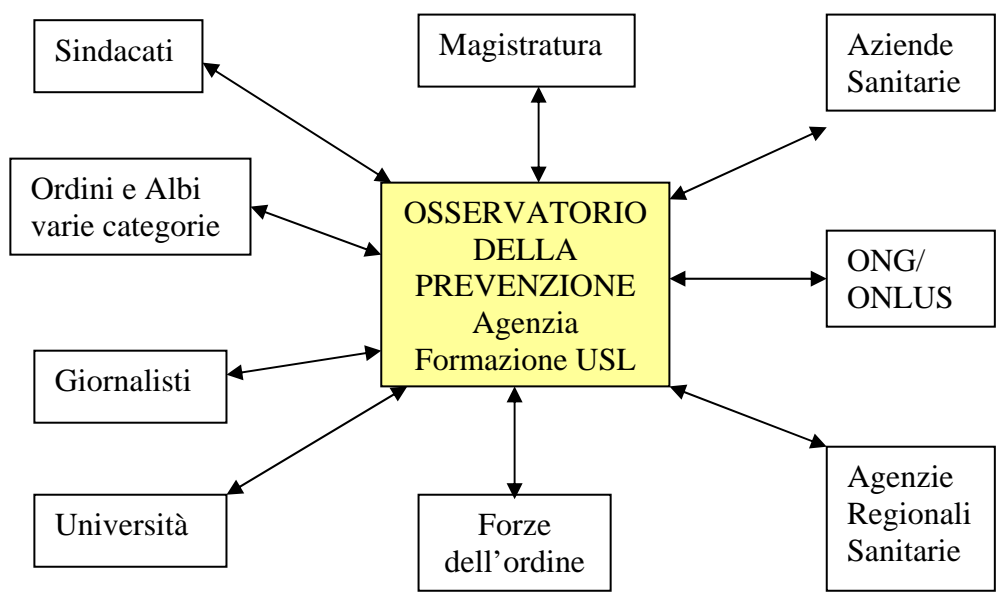 Sindacati
Magistratura
Aziende
Sanitarie
Ordini e Albi
varie categorie
OSSERVATORIO
DELLA
PREVENZIONE
Agenzia
Formazione USL
ONG/
ONLUS
Giornalisti
Università
Forze
dell’ordine
Agenzie
Regionali
Sanitarie